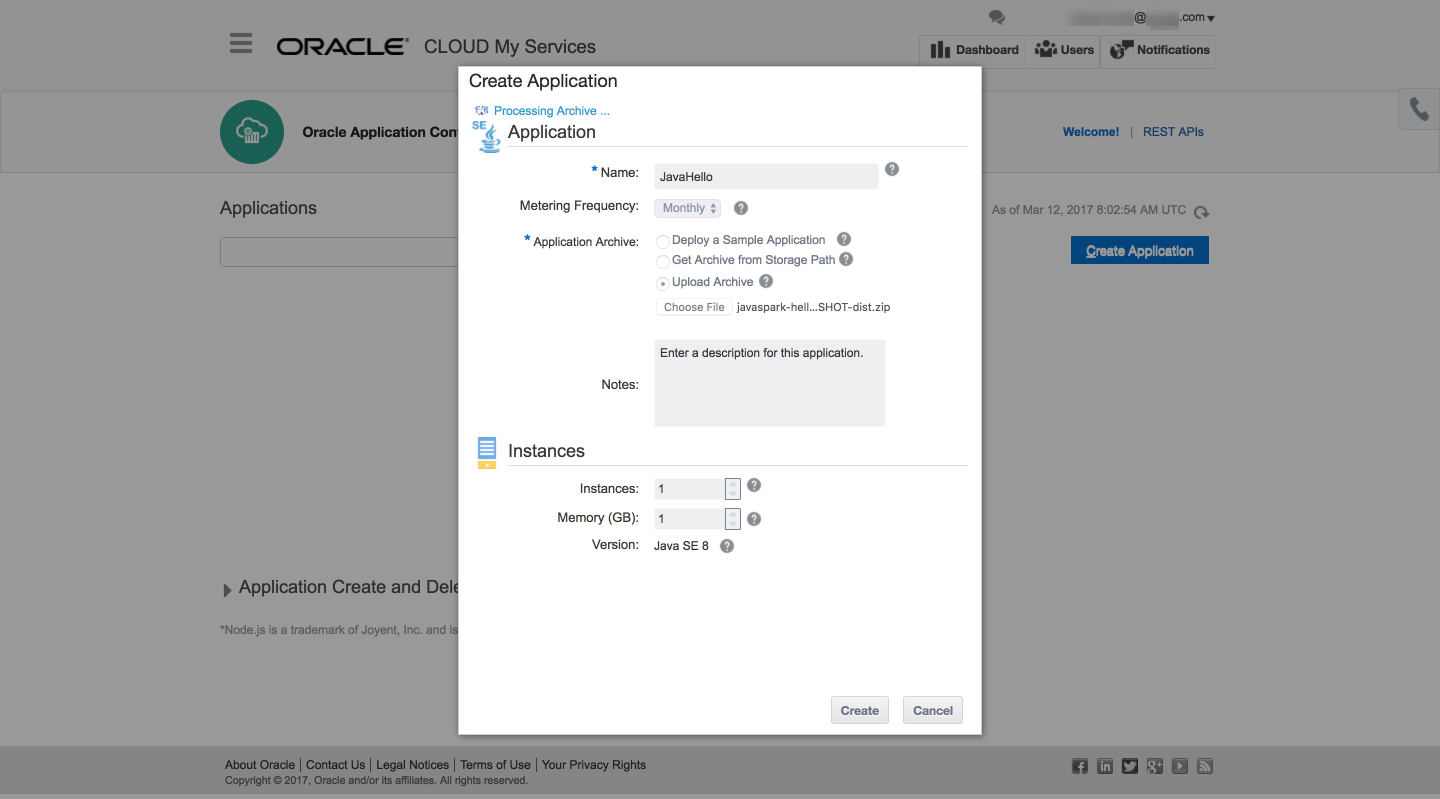 @ .com
ORACLE® CLOUD My Services
Dashboard Users Notifications
Create Application
Processing Archive ...
Oracle Application Con
Welcome! | REST APIs
SE Application
* Name: JavaHello ?
Metering Frequency: Monthly ?
Applications
As of Mar 12, 2017 8:02:54 AM UTC
* Application Archive: Deploy a Sample Application ?
Create Application
Get Archive from Storage Path ?
Upload Archive ?
Choose File javaspark-hell...SHOT-dist.zip
Notes: Enter a description for this application.
Instances
Instances: 1 ?
Memory (GB): 1 ?
Version: Java SE 8 ?
Application Create and Dele
*Node.js is a trademark of Joyent, Inc. and is
Create Cancel
About Oracle | Contact Us | Legal Notices | Terms of Use | Your Privacy Rights
Copyright © 2017, Oracle and/or its affiliates. All rights reserved.